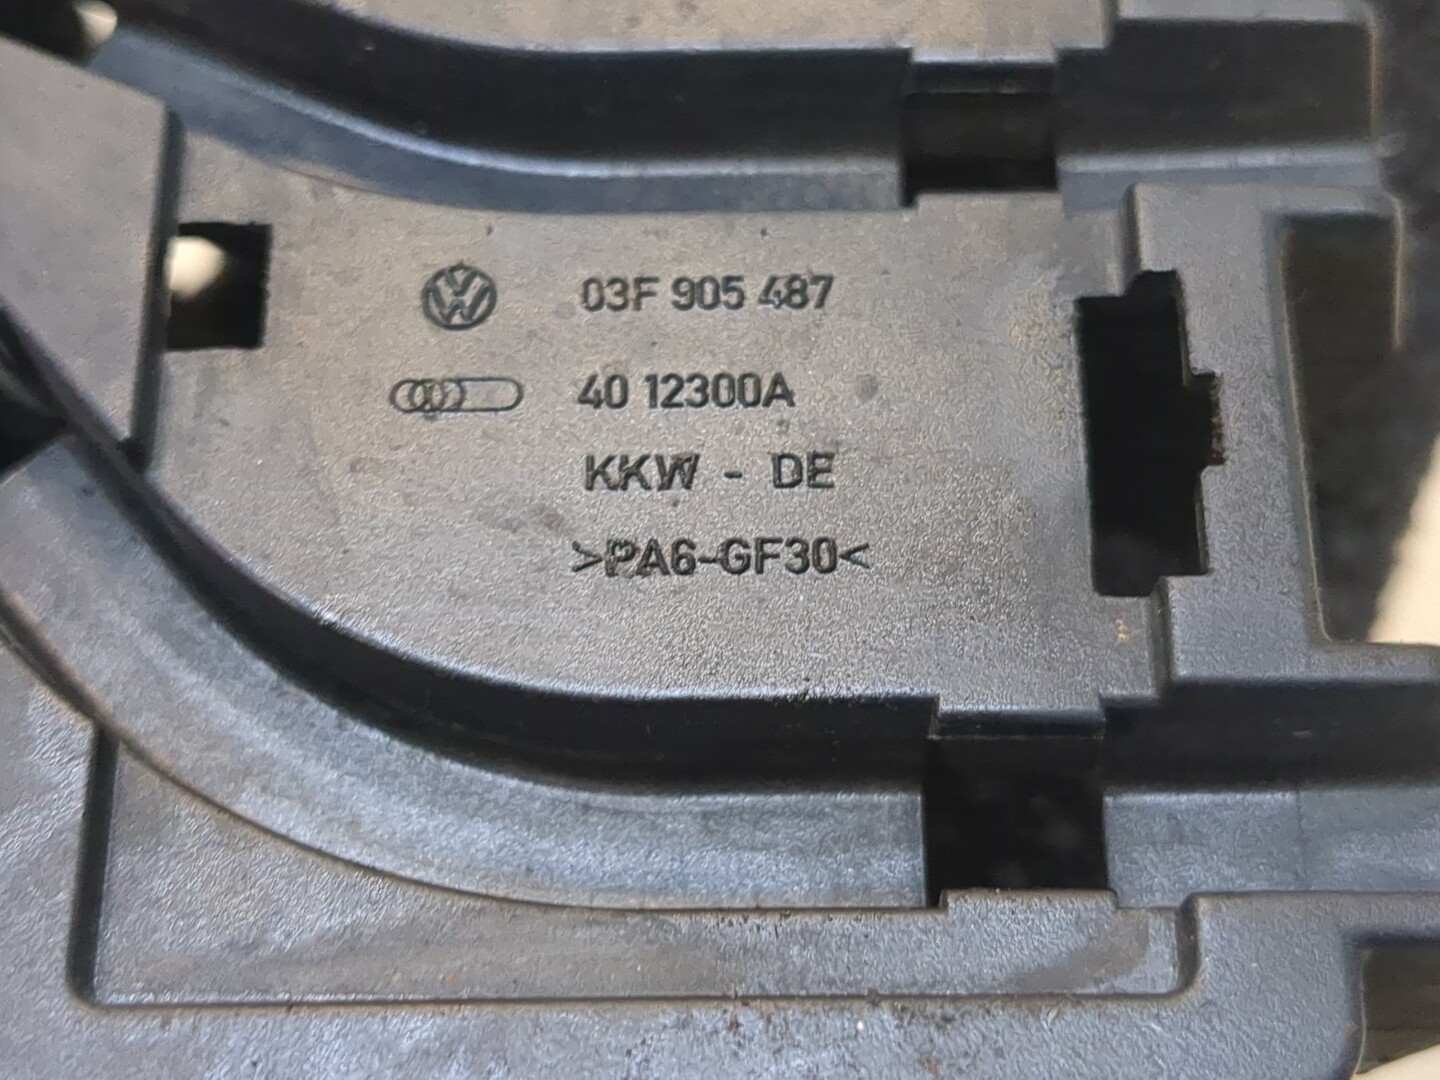 03F 905 487
40 12300A
KKW - DE
>PA6-GF30<